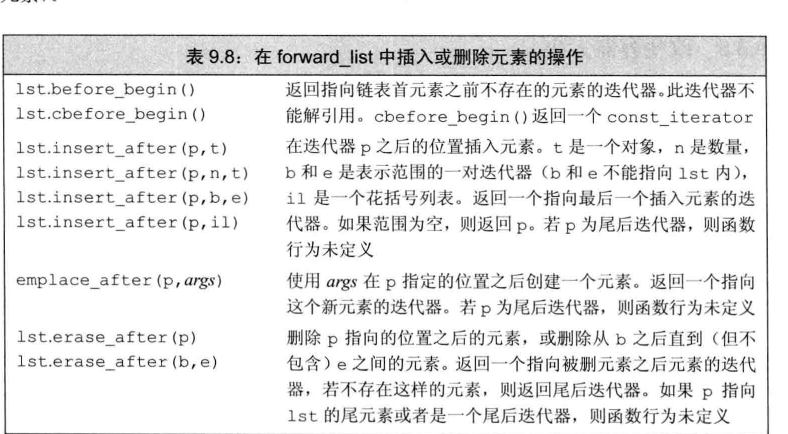 表 9.8：在 forward_list 中插入或删除元素的操作
lst.before_begin() 返回指向链表首元素之前不存在的元素的迭代器。此迭代器不
lst.cbefore_begin() 能解引用。cbefore_begin()返回一个 const_iterator
lst.insert_after(p,t) 在迭代器 p 之后的位置插入元素。t 是一个对象，n 是数量，
lst.insert_after(p,n,t) b 和 e 是表示范围的一对迭代器（b 和 e 不能指向 lst 内），
lst.insert_after(p,b,e) il 是一个花括号列表。返回一个指向最后一个插入元素的迭
lst.insert_after(p,il) 代器。如果范围为空，则返回 p。若 p 为尾后迭代器，则函数
行为未定义
emplace_after(p,args) 使用 args 在 p 指定的位置之后创建一个元素。返回一个指向
这个新元素的迭代器。若 p 为尾后迭代器，则函数行为未定义
lst.erase_after(p) 删除 p 指向的位置之后的元素，或删除从 b 之后直到（但不
lst.erase_after(b,e) 包含）e 之间的元素。返回一个指向被删元素之后元素的迭代
器，若不存在这样的元素，则返回尾后迭代器。如果 p 指向
lst 的尾元素或者是一个尾后迭代器，则函数行为未定义